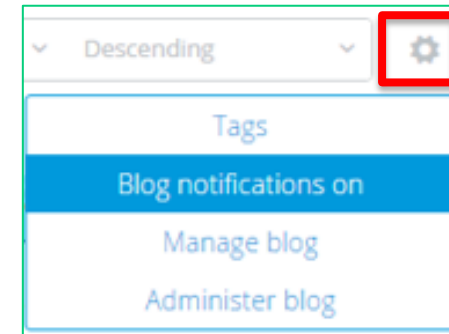 Descending
Tags
Blog notifications on
Manage blog
Administer blog